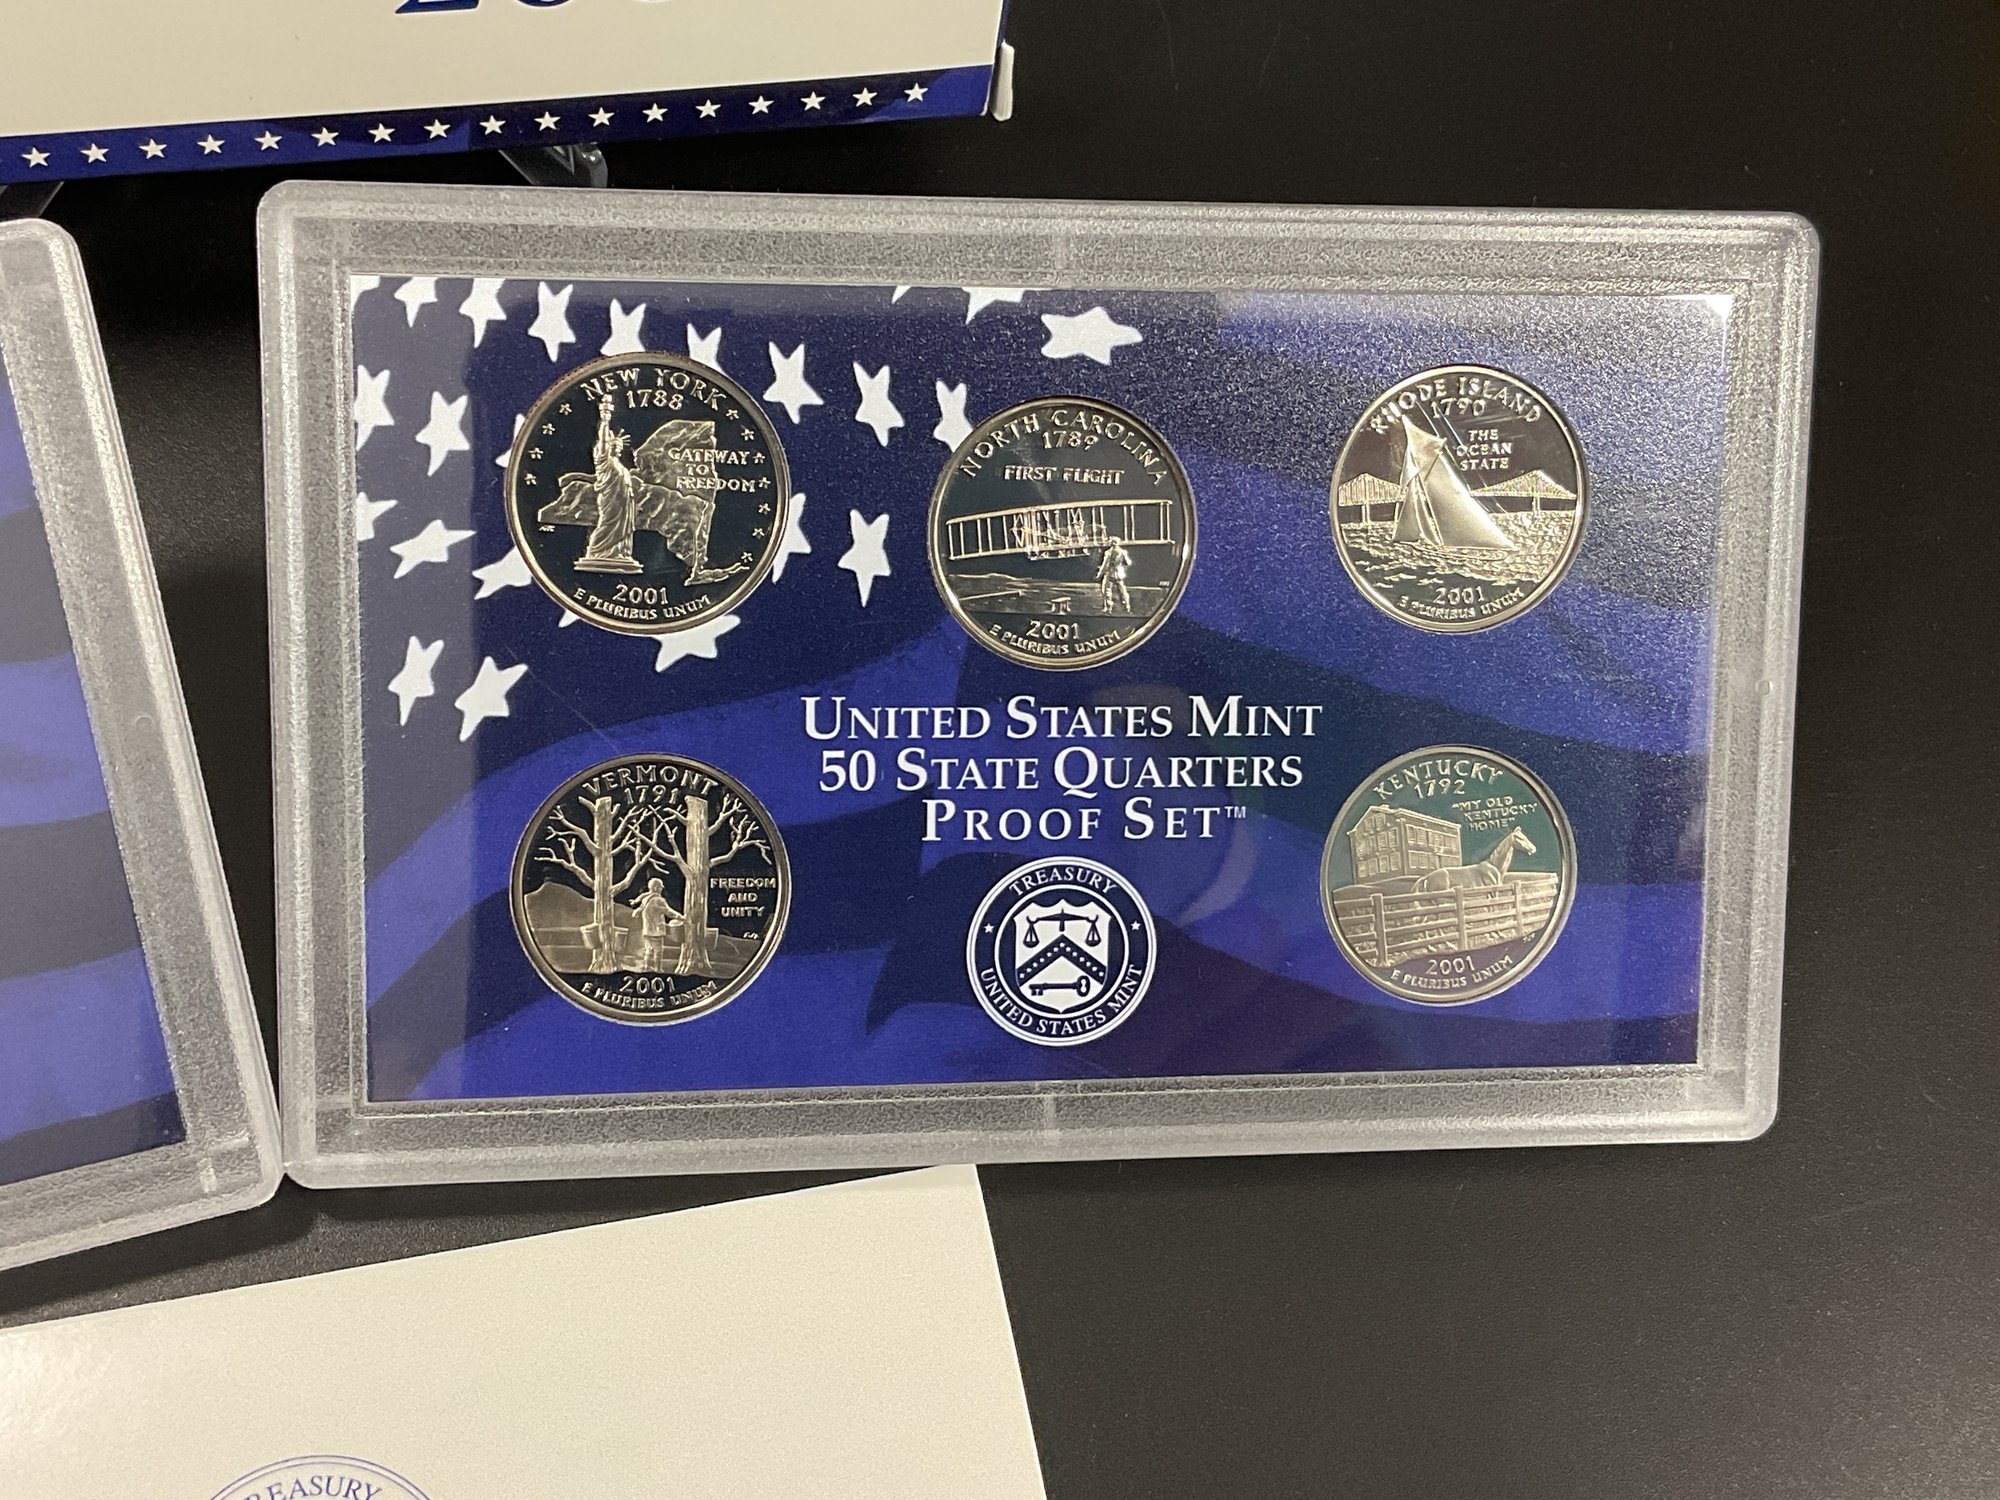 NEW YORK
1788
GATEWAY
TO
FREEDOM
2001
E PLURIBUS UNUM
NORTH CAROLINA
1789
FIRST FLIGHT
2001
E PLURIBUS UNUM
RHODE ISLAND
1790
THE
OCEAN
STATE
2001
E PLURIBUS UNUM
UNITED STATES MINT
50 STATE QUARTERS
PROOF SET™
VERMONT
1791
FREEDOM
AND
UNITY
2001
E PLURIBUS UNUM
TREASURY
UNITED STATES MINT
KENTUCKY
1792
"MY OLD
KENTUCKY
HOME"
2001
E PLURIBUS UNUM
TREASURY